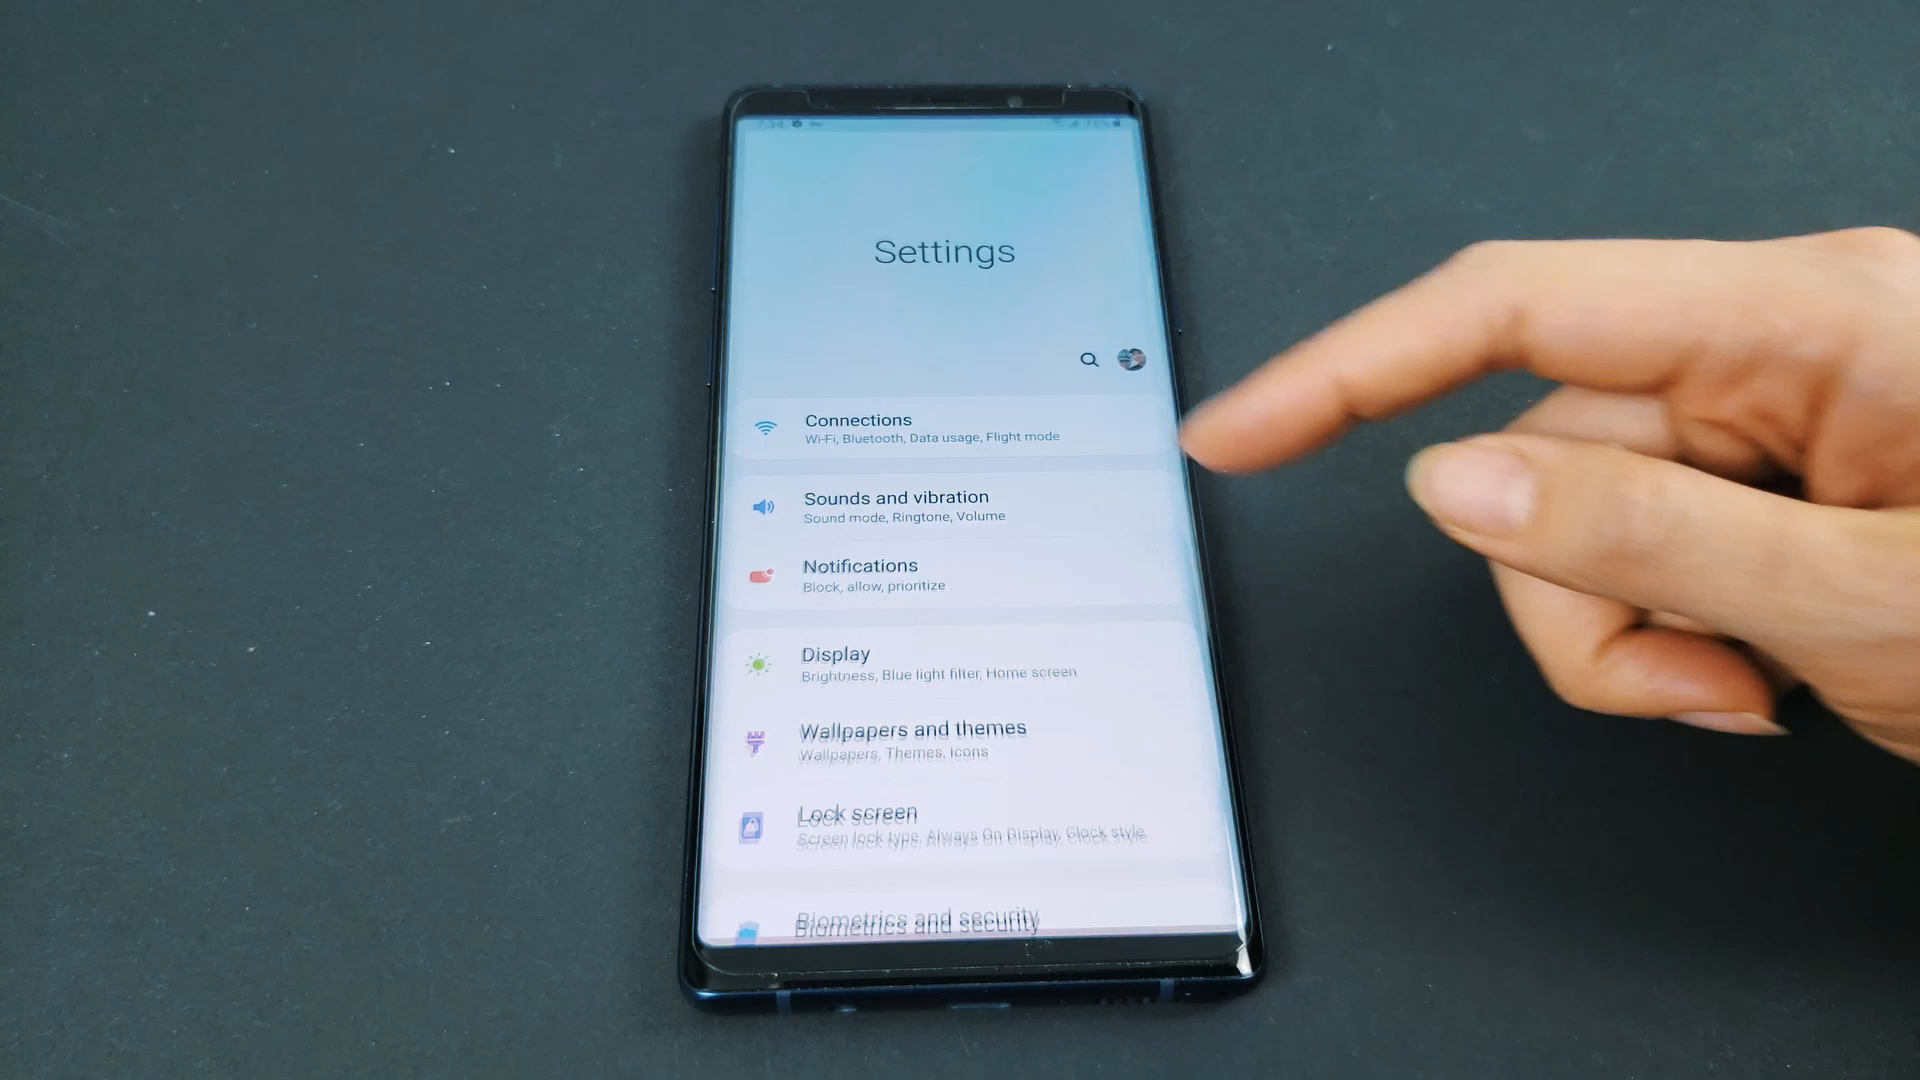 Settings
Connections
Wi-Fi, Bluetooth, Data usage, Flight mode
Sounds and vibration
Sound mode, Ringtone, Volume
Notifications
Block, allow, prioritize
Display
Brightness, Blue light filter, Home screen
Wallpapers and themes
Wallpapers, Themes, Icons
Lock screen
Screen lock type, Always On Display, Clock style
Biometrics and security